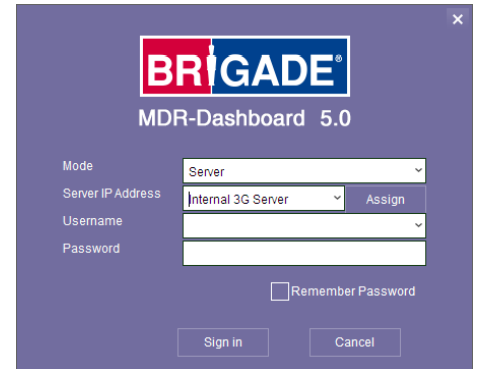 BRIGADE®
MDR-Dashboard 5.0
Mode Server
Server IP Address Internal 3G Server Assign
Username
Password
Remember Password
Sign in Cancel